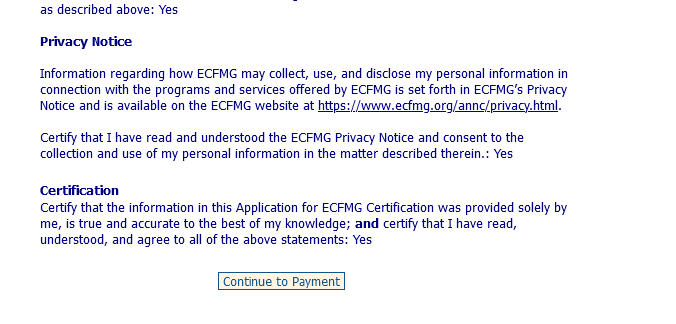 as described above: Yes
Privacy Notice
Information regarding how ECFMG may collect, use, and disclose my personal information in
connection with the programs and services offered by ECFMG is set forth in ECFMG's Privacy
Notice and is available on the ECFMG website at https://www.ecfmg.org/annc/privacy.html.
Certify that I have read and understood the ECFMG Privacy Notice and consent to the
collection and use of my personal information in the matter described therein.: Yes
Certification
Certify that the information in this Application for ECFMG Certification was provided solely by
me, is true and accurate to the best of my knowledge; and certify that I have read,
understood, and agree to all of the above statements: Yes
Continue to Payment